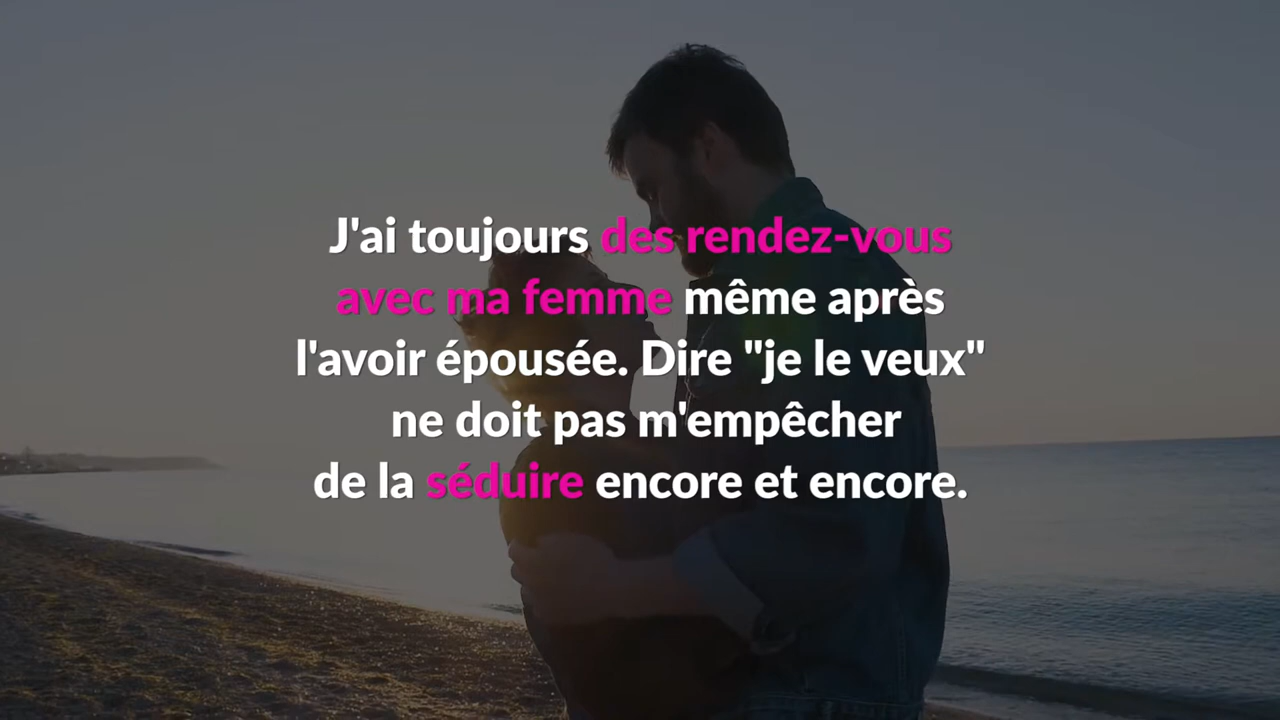 J'ai toujours des rendez-vous
avec ma femme même après
l'avoir épousée. Dire "je le veux"
ne doit pas m'empêcher
de la séduire encore et encore.